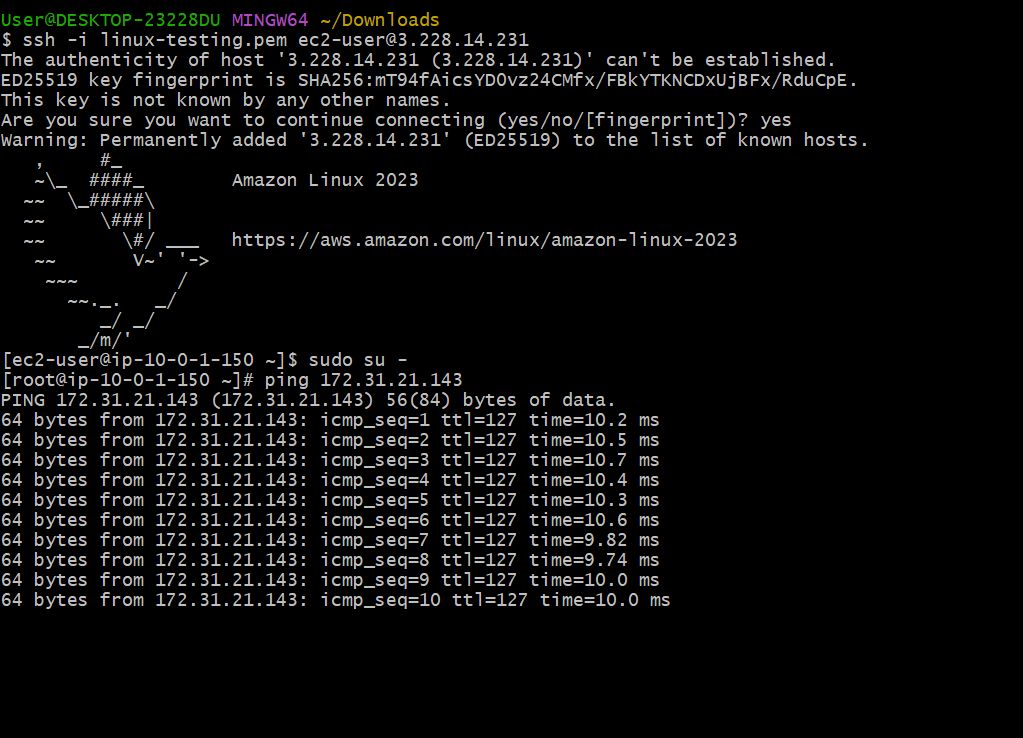 User@DESKTOP-23228DU MINGW64 ~/Downloads
$ ssh -i linux-testing.pem ec2-user@3.228.14.231
The authenticity of host '3.228.14.231 (3.228.14.231)' can't be established.
ED25519 key fingerprint is SHA256:mT94fAicsYD0vz24CMfx/FBkYTKNCDxUjBFx/RduCpE.
This key is not known by any other names.
Are you sure you want to continue connecting (yes/no/[fingerprint])? yes
Warning: Permanently added '3.228.14.231' (ED25519) to the list of known hosts.
   ,     #_
   ~\_  ####_        Amazon Linux 2023
  ~~  \_#####\
  ~~     \###|
  ~~       \#/ ___   https://aws.amazon.com/linux/amazon-linux-2023
   ~~       V~' '->
    ~~~         /
      ~~._.   _/
         _/ _/
       _/m/'
[ec2-user@ip-10-0-1-150 ~]$ sudo su -
[root@ip-10-0-1-150 ~]# ping 172.31.21.143
PING 172.31.21.143 (172.31.21.143) 56(84) bytes of data.
64 bytes from 172.31.21.143: icmp_seq=1 ttl=127 time=10.2 ms
64 bytes from 172.31.21.143: icmp_seq=2 ttl=127 time=10.5 ms
64 bytes from 172.31.21.143: icmp_seq=3 ttl=127 time=10.7 ms
64 bytes from 172.31.21.143: icmp_seq=4 ttl=127 time=10.4 ms
64 bytes from 172.31.21.143: icmp_seq=5 ttl=127 time=10.3 ms
64 bytes from 172.31.21.143: icmp_seq=6 ttl=127 time=10.6 ms
64 bytes from 172.31.21.143: icmp_seq=7 ttl=127 time=9.82 ms
64 bytes from 172.31.21.143: icmp_seq=8 ttl=127 time=9.74 ms
64 bytes from 172.31.21.143: icmp_seq=9 ttl=127 time=10.0 ms
64 bytes from 172.31.21.143: icmp_seq=10 ttl=127 time=10.0 ms